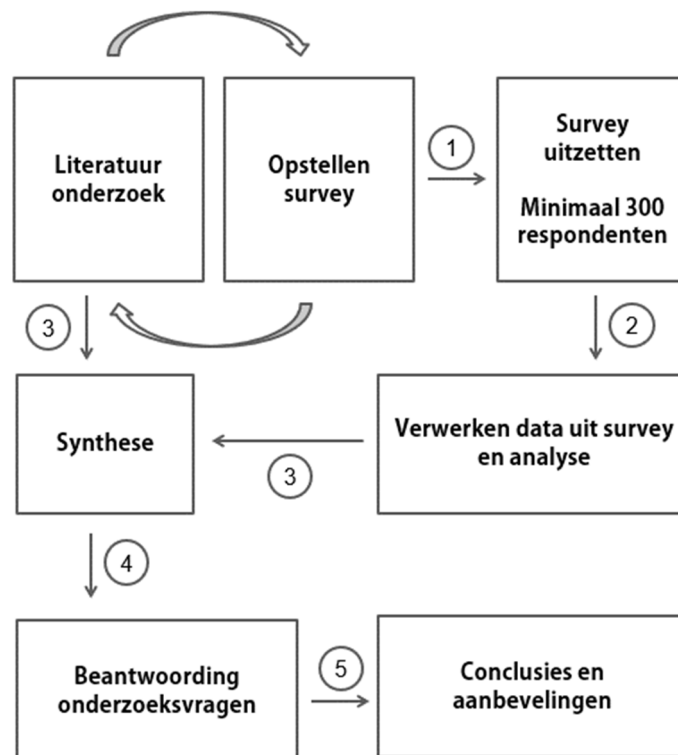 Literatuur
onderzoek
Opstellen
survey
1
Survey
uitzetten
Minimaal 300
respondenten
3
2
Synthese
3
Verwerken data uit survey
en analyse
4
Beantwoording
onderzoeksvragen
5
Conclusies en
aanbevelingen